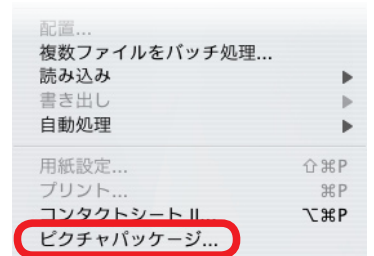 配置...
複数ファイルをバッチ処理...
読み込み ▶
書き出し ▶
自動処理 ▶
用紙設定... ⇧⌘P
プリント... ⌘P
コンタクトシート II... ⌥⌘P
ピクチャパッケージ...